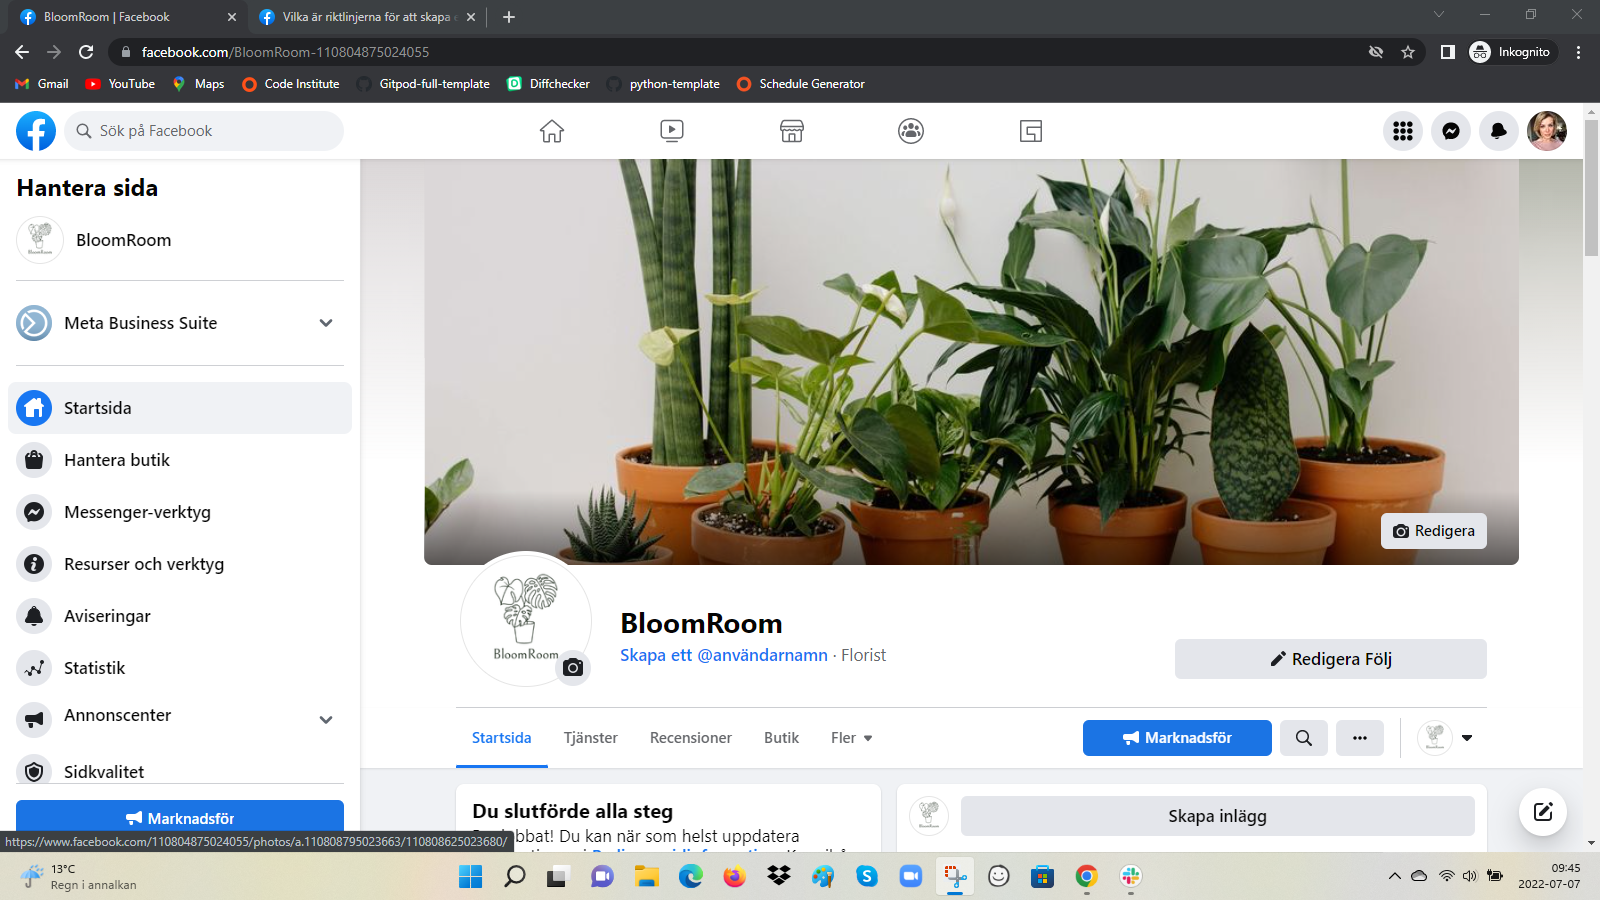 BloomRoom | Facebook
Vilka är riktlinjerna för att skapa
facebook.com/BloomRoom-110804875024055
Inkognito
Gmail
YouTube
Maps
Code Institute
Gitpod-full-template
Diffchecker
python-template
Schedule Generator
Sök på Facebook
Hantera sida
BloomRoom
BloomRoom
Meta Business Suite
Startsida
Hantera butik
Messenger-verktyg
Resurser och verktyg
Aviseringar
Statistik
Annonscenter
Sidkvalitet
Marknadsför
https://www.facebook.com/110804875024055/photos/a.110808795023663/110808625023680/
Redigera
BloomRoom
BloomRoom
Skapa ett @användarnamn · Florist
Redigera Följ
Startsida
Tjänster
Recensioner
Butik
Fler
Marknadsför
Du slutförde alla steg
Du kan när som helst uppdatera
Skapa inlägg
13°C
Regn i annalkan
09:45
2022-07-07